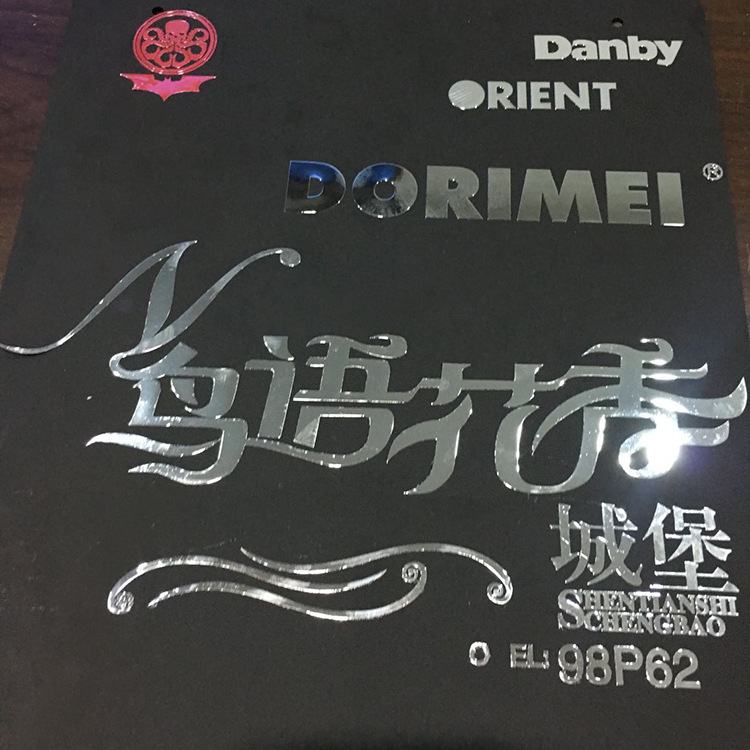 Danby
ORIENT
DORIMEI®
鸟语花香
城堡
SHENTIANSHI
SCHENGBAO
O EL: 98P62